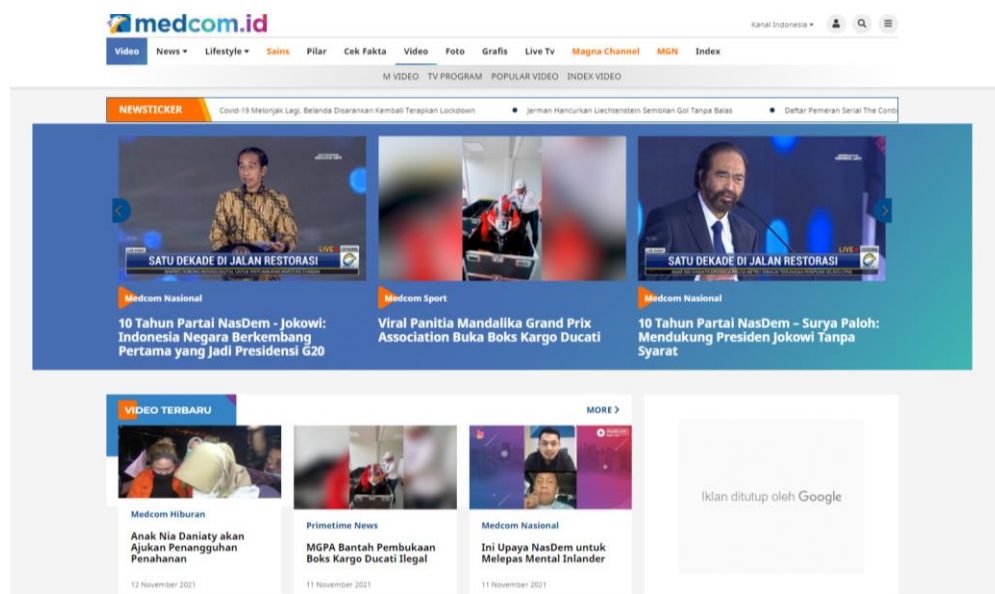 medcom.id
Kanal Indonesia
Video News Lifestyle Sains Pilar Cek Fakta Video Foto Grafis Live Tv Magna Channel MGN Index
M VIDEO TV PROGRAM POPULAR VIDEO INDEX VIDEO
NEWSTICKER Covid-19 Melonjak Lagi, Belanda Disarankan Kembali Terapkan Lockdown Jerman Hancurkan Liechtenstein Sembilan Gol Tanpa Balas Daftar Pemeran Serial The Conti
LIVE
SATU DEKADE DI JALAN RESTORASI
Medcom Nasional
10 Tahun Partai NasDem - Jokowi:
Indonesia Negara Berkembang
Pertama yang Jadi Presidensi G20
Medcom Sport
Viral Panitia Mandalika Grand Prix
Association Buka Boks Kargo Ducati
LIVE
SATU DEKADE DI JALAN RESTORASI
Medcom Nasional
10 Tahun Partai NasDem – Surya Paloh:
Mendukung Presiden Jokowi Tanpa
Syarat
VIDEO TERBARU
MORE
Medcom Hiburan
Anak Nia Daniaty akan
Ajukan Penangguhan
Penahanan
12 November 2021
Primetime News
MGPA Bantah Pembukaan
Boks Kargo Ducati Ilegal
11 November 2021
Medcom Nasional
Ini Upaya NasDem untuk
Melepas Mental Inlander
11 November 2021
Iklan ditutup oleh Google